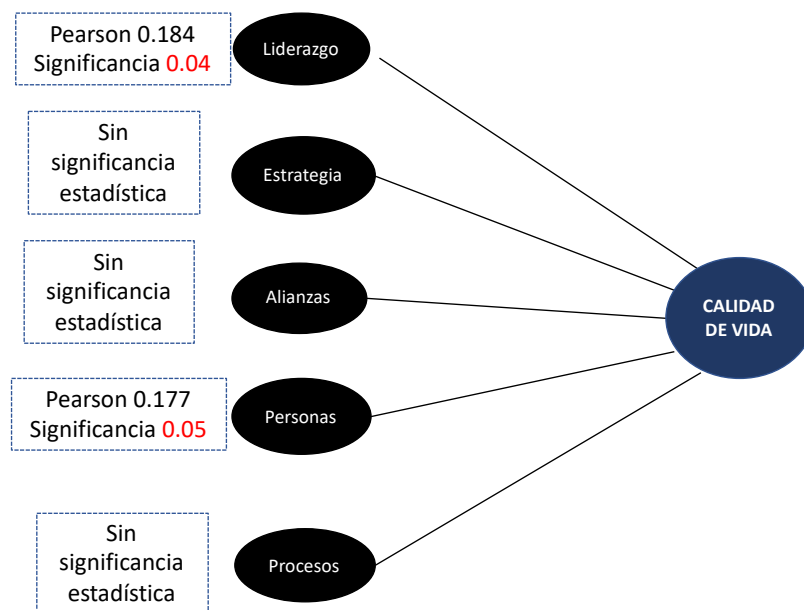 Pearson 0.184
Significancia 0.04
Liderazgo
Sin
significancia
estadística
Estrategia
Sin
significancia
estadística
Alianzas
CALIDAD
DE VIDA
Pearson 0.177
Significancia 0.05
Personas
Sin
significancia
estadística
Procesos